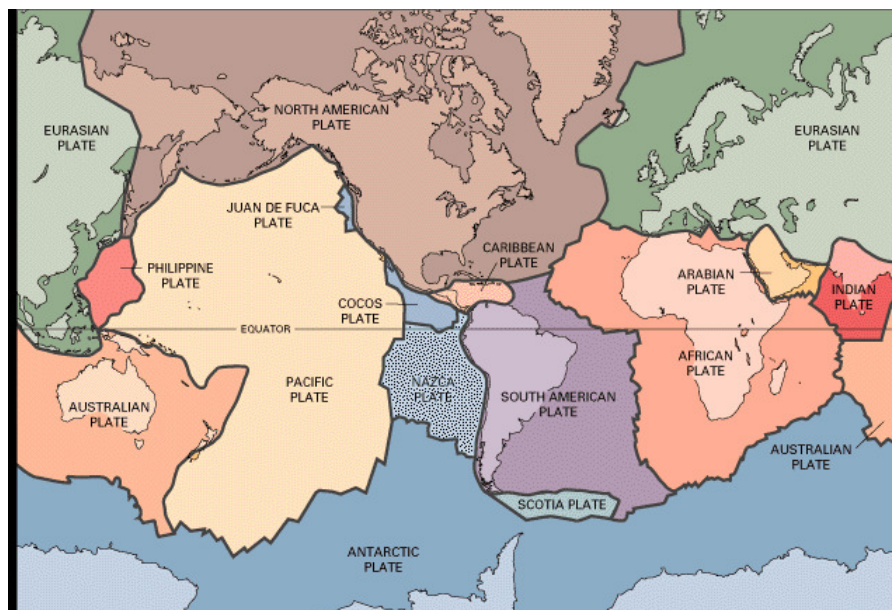 NORTH AMERICAN
PLATE
EURASIAN
PLATE
EURASIAN
PLATE
JUAN DE FUCA
PLATE
CARIBBEAN
PLATE
PHILIPPINE
PLATE
ARABIAN
PLATE
INDIAN
PLATE
COCOS
PLATE
EQUATOR
NAZCA
PLATE
PACIFIC
PLATE
AFRICAN
PLATE
SOUTH AMERICAN
PLATE
AUSTRALIAN
PLATE
AUSTRALIAN
PLATE
SCOTIA PLATE
ANTARCTIC
PLATE